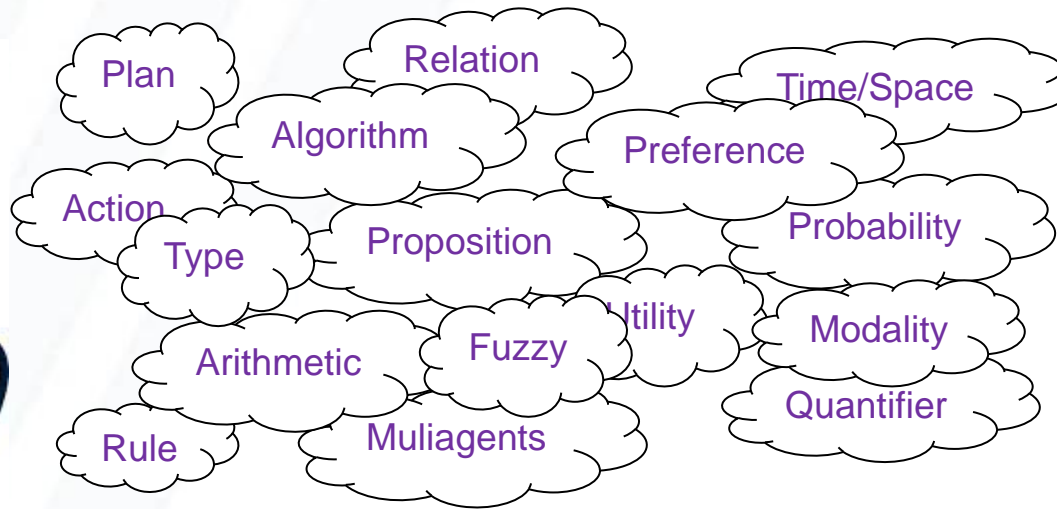 Plan
Relation
Time/Space
Algorithm
Preference
Action
Type
Proposition
Probability
Utility
Modality
Arithmetic
Fuzzy
Quantifier
Rule
Muliagents